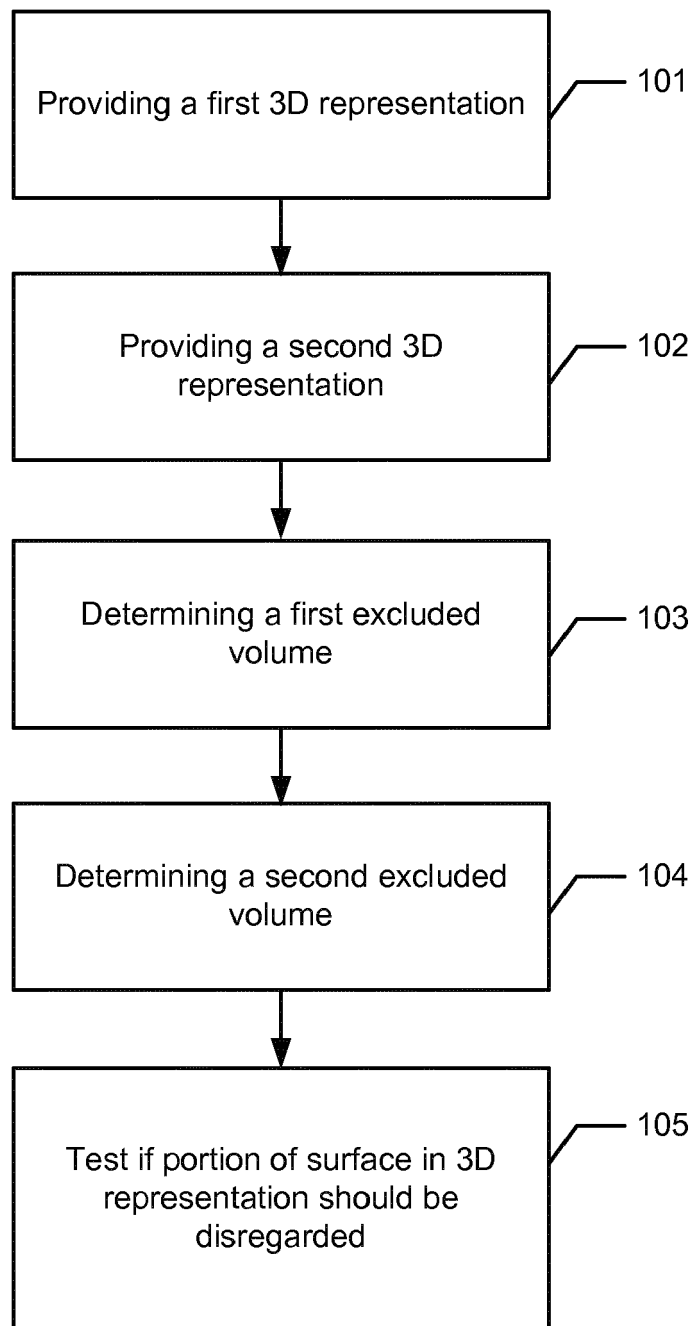 Providing a first 3D representation
101
Providing a second 3D
representation
102
Determining a first excluded
volume
103
Determining a second excluded
volume
104
Test if portion of surface in 3D
representation should be
disregarded
105